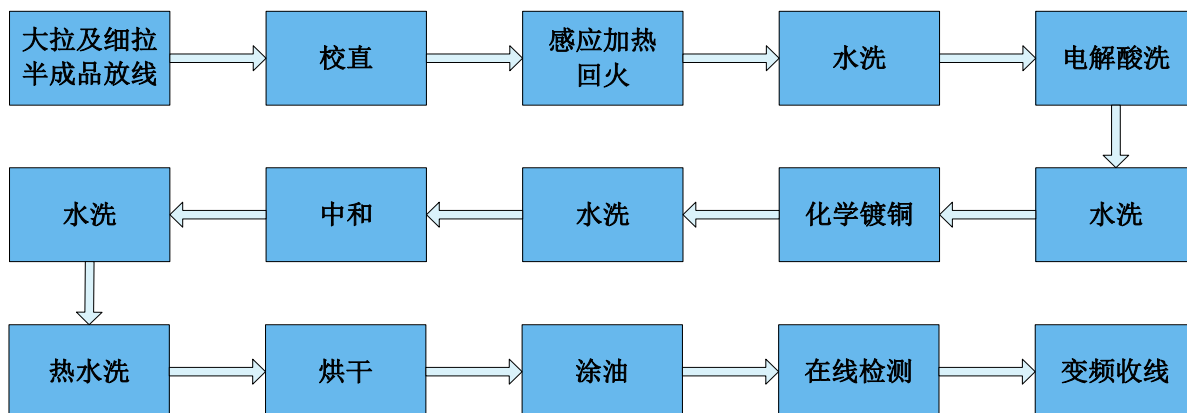 大拉及细拉
半成品放线
校直
感应加热
回火
水洗
电解酸洗
水洗
化学镀铜
水洗
中和
水洗
热水洗
烘干
涂油
在线检测
变频收线